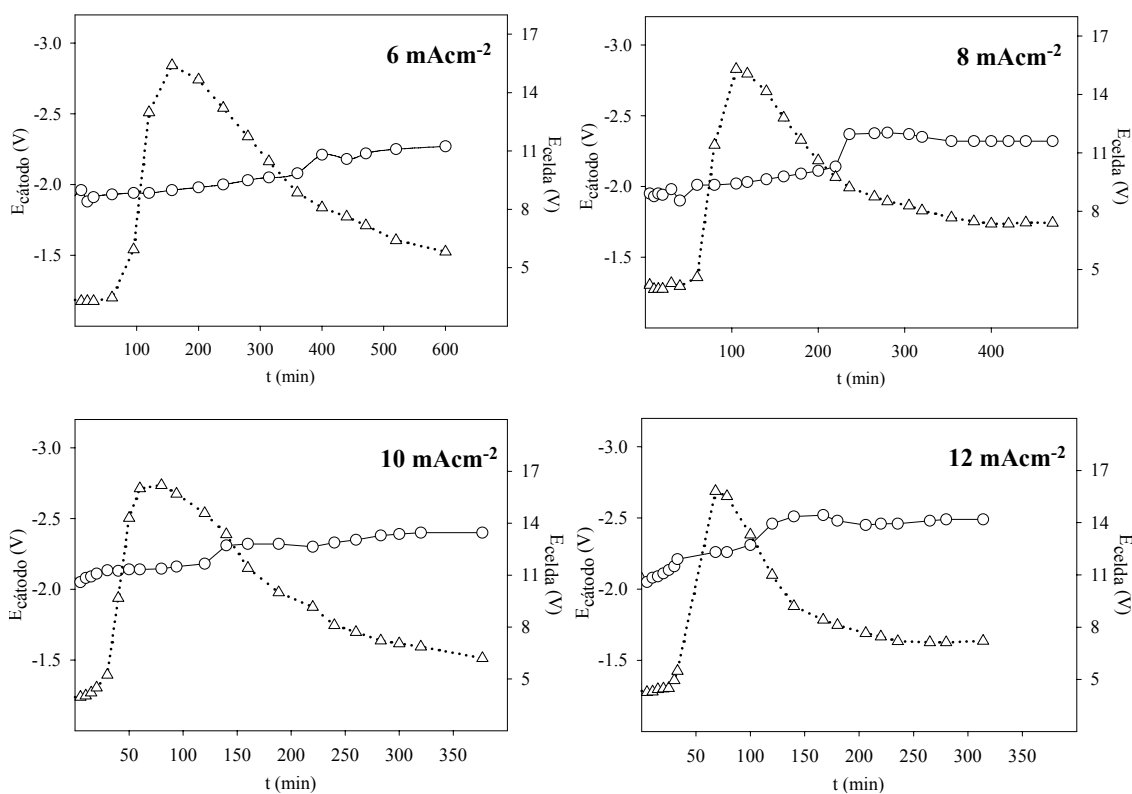 6 mAcm-2
-3.0
-2.5
-2.0
-1.5
17
15
11
8
5
Ecátodo (V)
Ecelda (V)
100 200 300 400 500 600
t (min)
8 mAcm-2
-3.0
-2.5
-2.0
-1.5
17
14
11
8
5
Ecátodo (V)
Ecelda (V)
100 200 300 400
t (min)
10 mAcm-2
-3.0
-2.5
-2.0
-1.5
17
14
11
8
5
Ecátodo (V)
Ecelda (V)
50 100 150 200 250 300 350
t (min)
12 mAcm-2
-3.0
-2.5
-2.0
-1.5
17
14
11
8
5
Ecátodo (V)
Ecelda (V)
50 100 150 200 250 300 350
t (min)